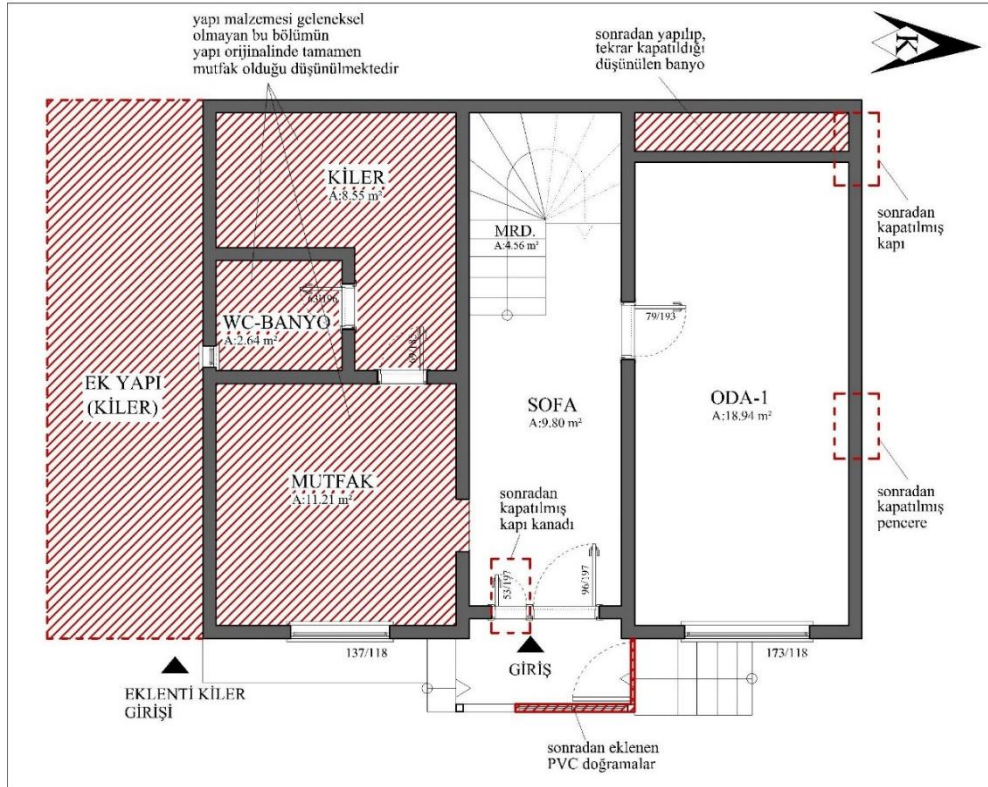 yapı malzemesi geleneksel
olmayan bu bölümün
yapı orijinalinde tamamen
mutfak olduğu düşünülmektedir
sonradan yapılıp,
tekrar kapatıldığı
düşünülen banyo
K
KİLER
A:8.55 m²
MRD.
A:4.56 m²
sonradan
kapatılmış
kapı
63/196
WC-BANYO
A:2.64 m²
79/193
EK YAPI
(KİLER)
SOFA
A:9.80 m²
ODA-1
A:18.94 m²
MUTFAK
A:11.21 m²
sonradan
kapatılmış
kapı kanadı
sonradan
kapatılmış
pencere
53/197
96/197
137/118
GİRİŞ
173/118
EKLENTİ KİLER
GİRİŞİ
sonradan eklenen
PVC doğramalar